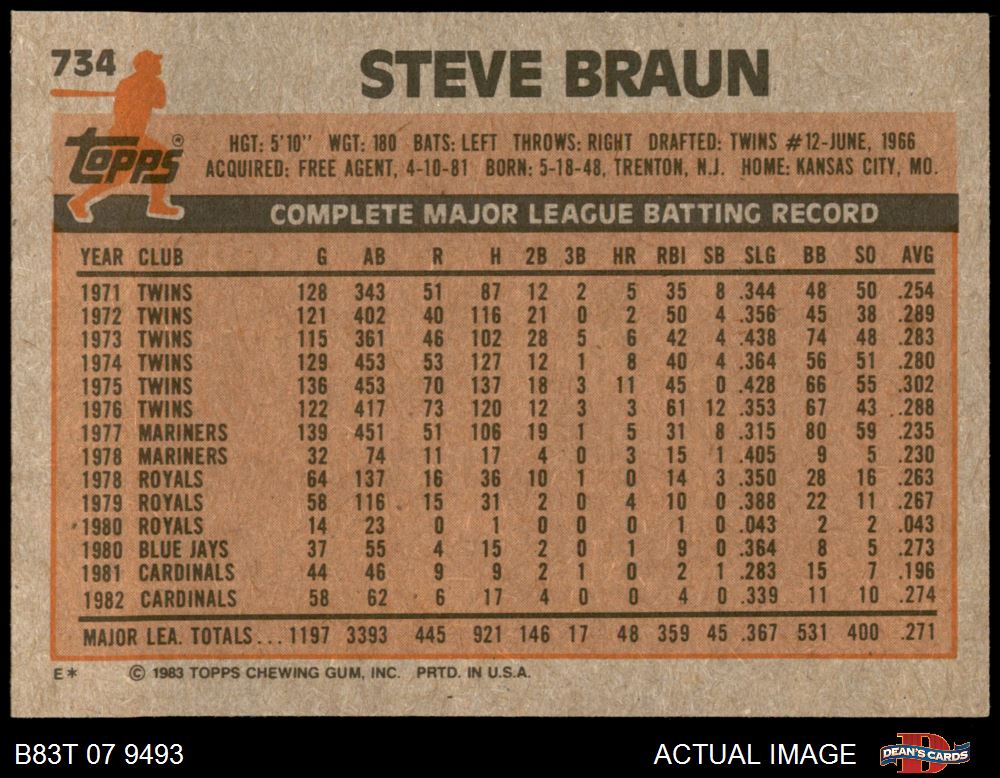 734
STEVE BRAUN
topps®
HGT: 5'10" WGT: 180 BATS: LEFT THROWS: RIGHT DRAFTED: TWINS #12-JUNE, 1966
ACQUIRED: FREE AGENT, 4-10-81 BORN: 5-18-48, TRENTON, N.J. HOME: KANSAS CITY, MO.
COMPLETE MAJOR LEAGUE BATTING RECORD
YEAR CLUB G AB R H 2B 3B HR RBI SB SLG BB SO AVG
1971 TWINS 128 343 51 87 12 2 5 35 8 .344 48 50 .254
1972 TWINS 121 402 40 116 21 0 2 50 4 .356 45 38 .289
1973 TWINS 115 361 46 102 28 5 6 42 4 .438 74 48 .283
1974 TWINS 129 453 53 127 12 1 8 40 4 .364 56 51 .280
1975 TWINS 136 453 70 137 18 3 11 45 0 .428 66 55 .302
1976 TWINS 122 417 73 120 12 3 3 61 12 .353 67 43 .288
1977 MARINERS 139 451 51 106 19 1 5 31 8 .315 80 59 .235
1978 MARINERS 32 74 11 17 4 0 3 15 1 .405 9 5 .230
1978 ROYALS 64 137 16 36 10 1 0 14 3 .350 28 16 .263
1979 ROYALS 58 116 15 31 2 0 4 10 0 .388 22 11 .267
1980 ROYALS 14 23 0 1 0 0 0 1 0 .043 2 2 .043
1980 BLUE JAYS 37 55 4 15 2 0 1 9 0 .364 8 5 .273
1981 CARDINALS 44 46 9 9 2 1 0 2 1 .283 15 7 .196
1982 CARDINALS 58 62 6 17 4 0 0 4 0 .339 11 10 .274
MAJOR LEA. TOTALS... 1197 3393 445 921 146 17 48 359 45 .367 531 400 .271
E* © 1983 TOPPS CHEWING GUM, INC. PRTD. IN U.S.A.
B83T 07 9493 ACTUAL IMAGE DEAN'S CARDS